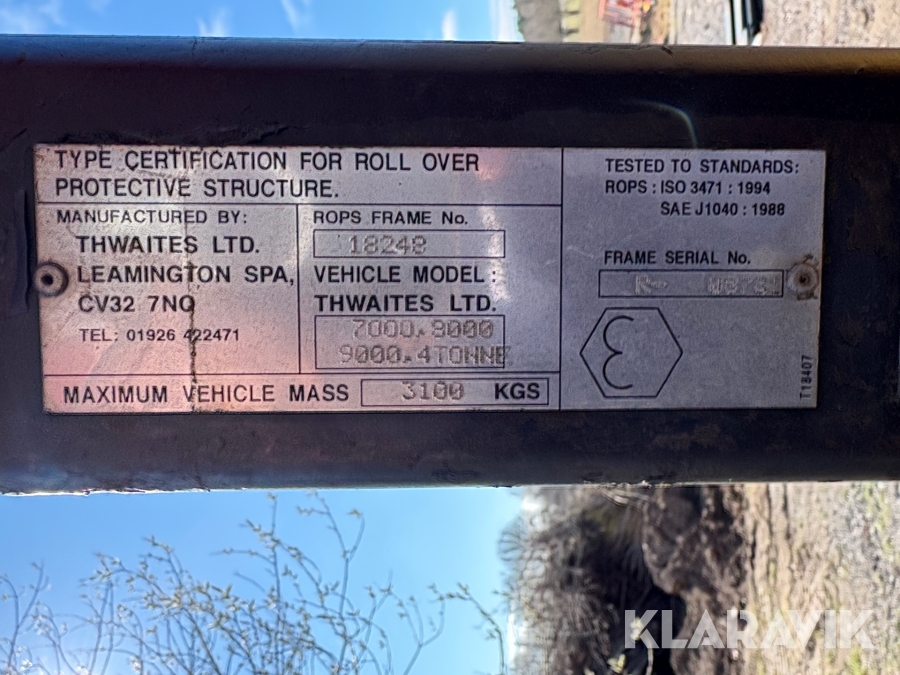 TYPE CERTIFICATION FOR ROLL OVER
PROTECTIVE STRUCTURE.
MANUFACTURED BY:
THWAITES LTD.
LEAMINGTON SPA,
CV32 7NQ
TEL: 01926 422471
ROPS FRAME No.
18248
VEHICLE MODEL :
THWAITES LTD.
7000.8000
9000.4TONNE
MAXIMUM VEHICLE MASS 3100 KGS
TESTED TO STANDARDS:
ROPS : ISO 3471 : 1994
SAE J1040 : 1988
FRAME SERIAL No.
T18407
KLARAVIK